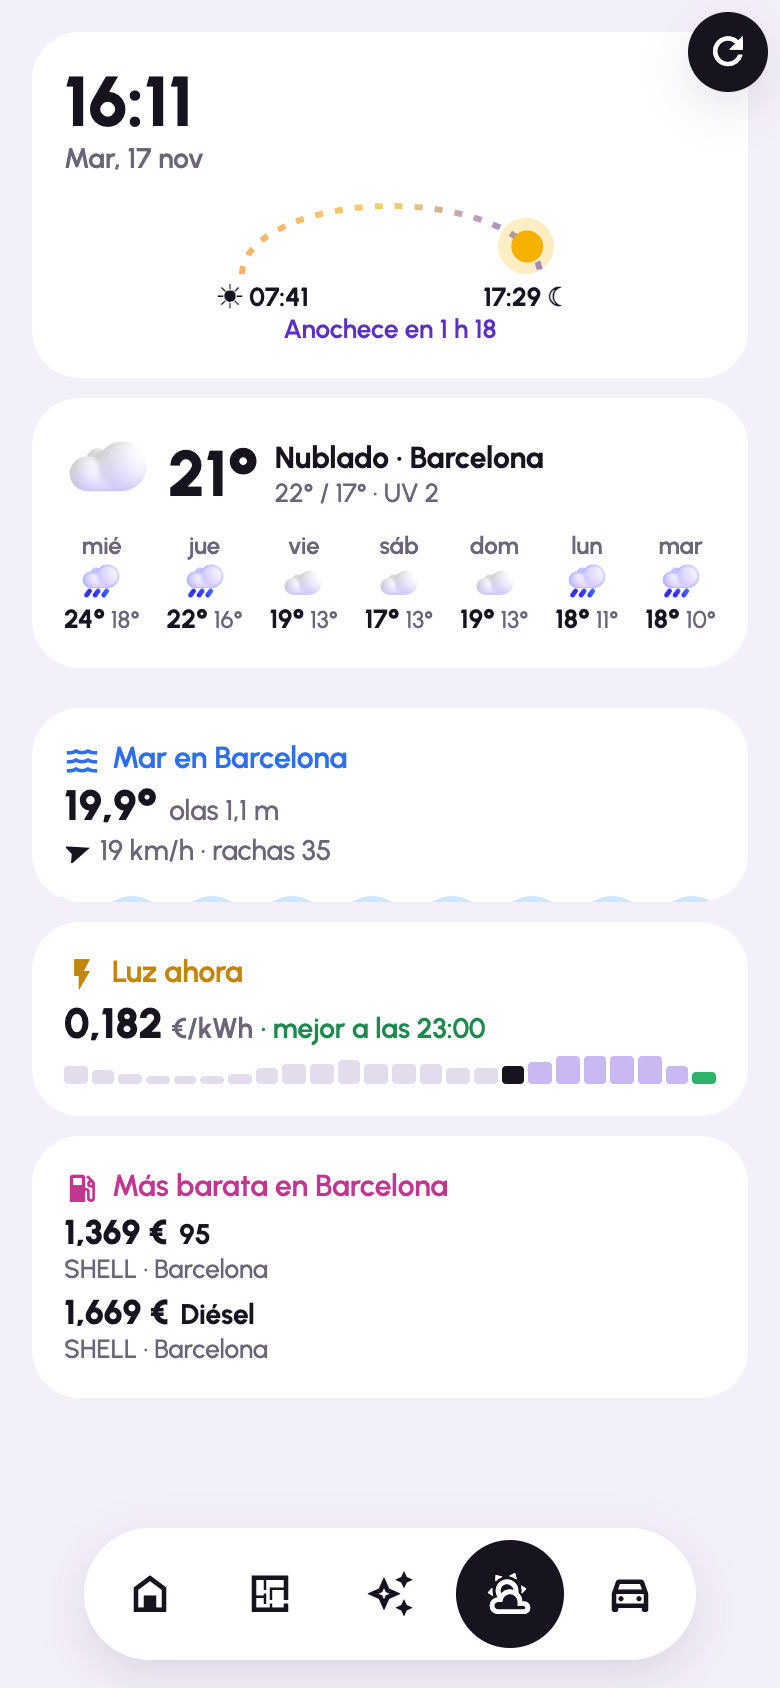 16:11
Mar, 17 nov
07:41 17:29
Anochece en 1 h 18
21° Nublado · Barcelona
22° / 17° · UV 2
mié jue vie sáb dom lun mar
24° 18° 22° 16° 19° 13° 17° 13° 19° 13° 18° 11° 18° 10°
Mar en Barcelona
19,9° olas 1,1 m
19 km/h · rachas 35
Luz ahora
0,182 €/kWh · mejor a las 23:00
Más barata en Barcelona
1,369 € 95
SHELL · Barcelona
1,669 € Diésel
SHELL · Barcelona